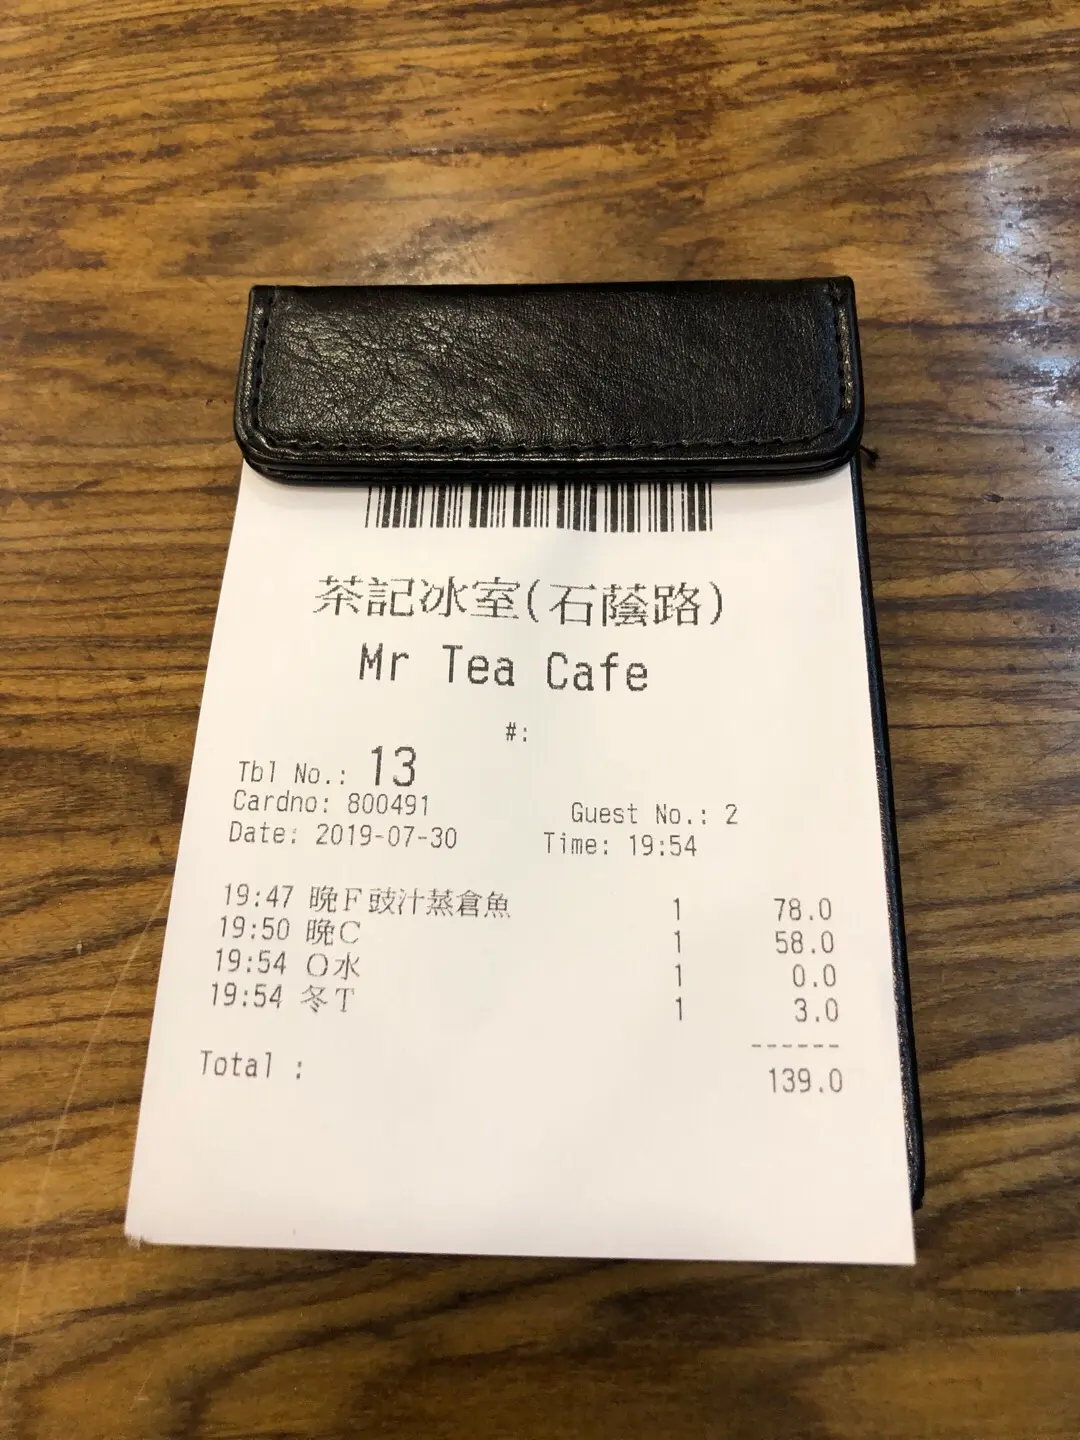 茶記冰室(石蔭路)
Mr Tea Cafe
#:
Tbl No.: 13
Cardno: 800491 Guest No.: 2
Date: 2019-07-30 Time: 19:54
19:47 晩F豉汁蒸倉魚 1 78.0
19:50 晩C 1 58.0
19:54 O水 1 0.0
19:54 冬T 1 3.0
------
Total : 139.0